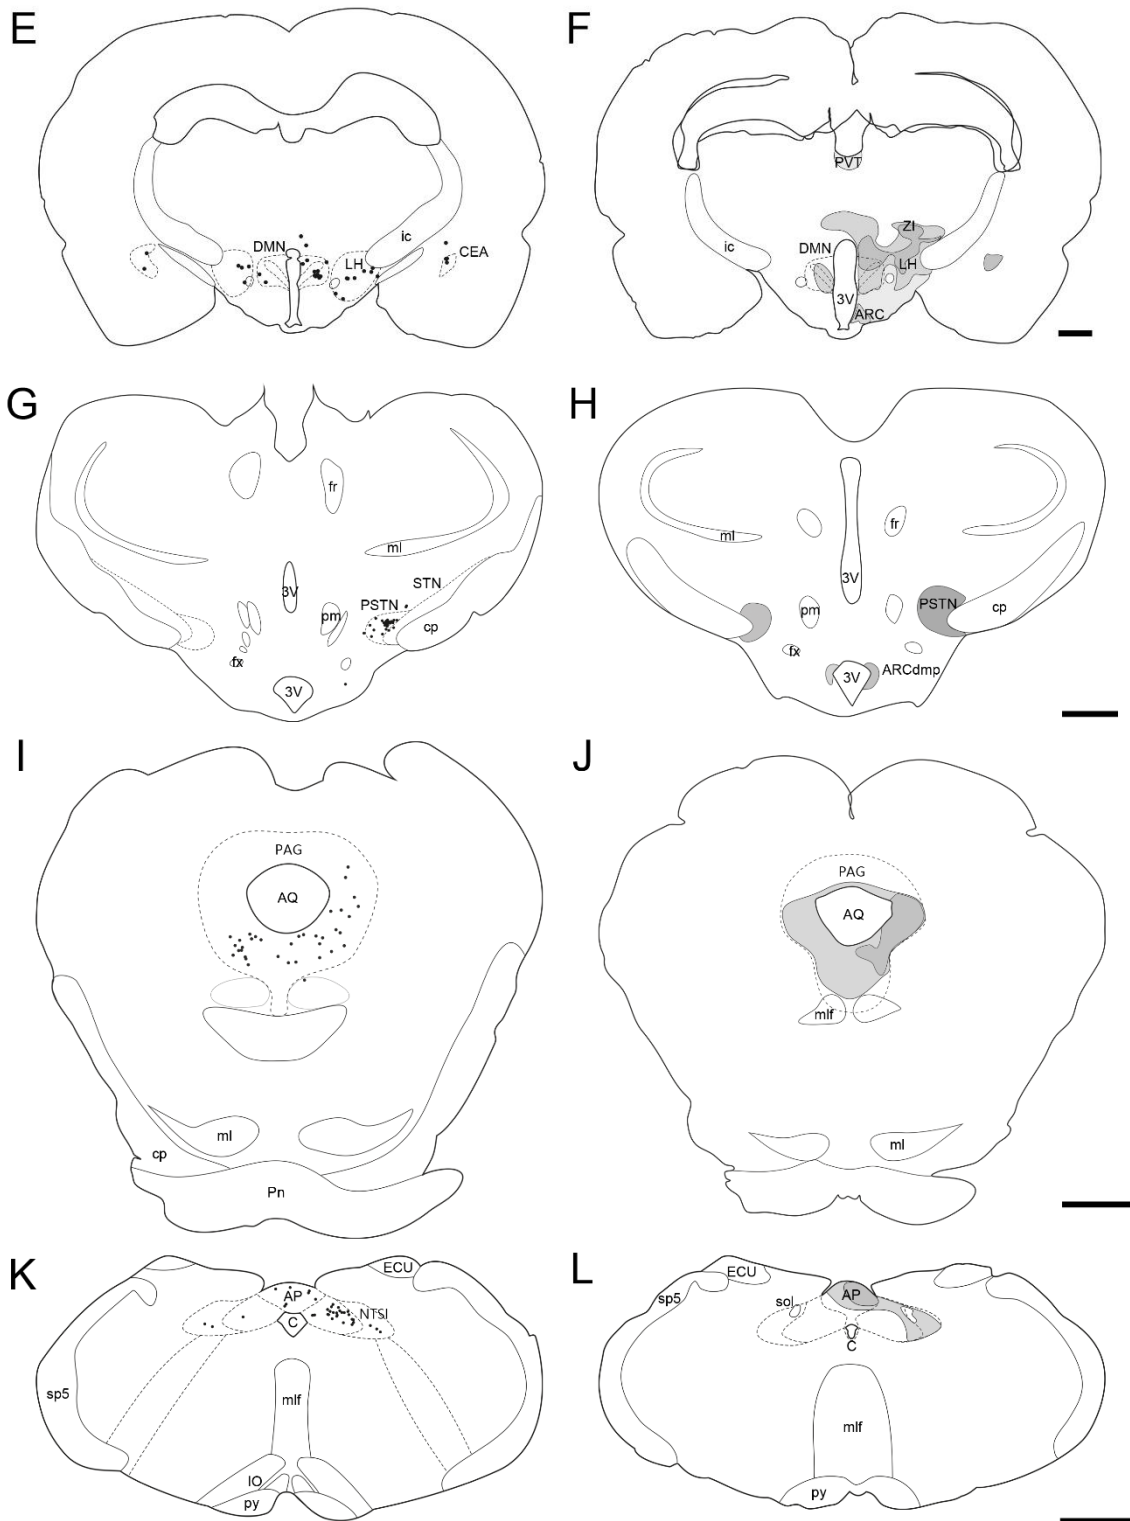 E
DMN
LH
ic
CEA
F
PVT
ZI
ic
DMN
LH
3V
ARC
G
fr
ml
STN
3V
PSTN
pm
cp
fx
3V
H
ml
fr
3V
PSTN
cp
pm
fx
3V
ARCdmp
I
PAG
AQ
ml
cp
Pn
J
PAG
AQ
mlf
ml
K
ECU
AP
NTSl
C
sp5
mlf
IO
py
L
ECU
sp5
AP
sol
C
mlf
py